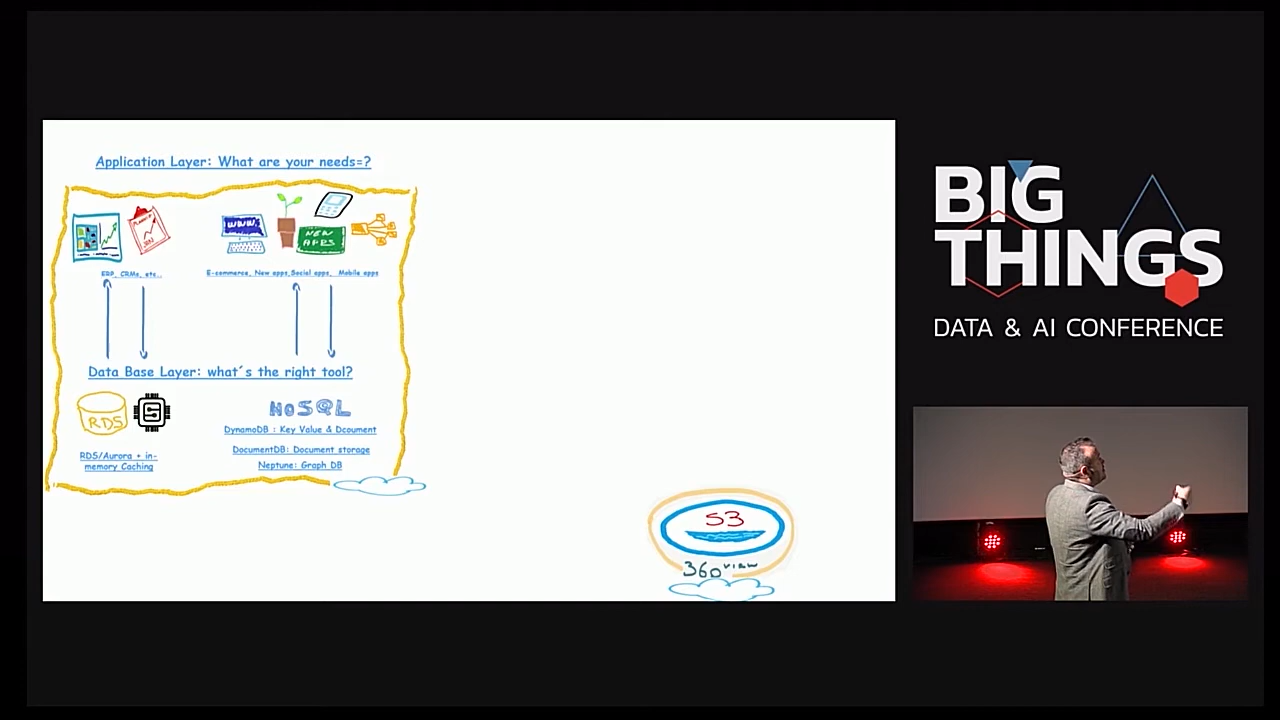 Application Layer: What are your needs=?
WWW.
NEW
APPS
ERP, CRMs, etc..
E-commerce, New apps,Social apps, Mobile apps
Data Base Layer: what´s the right tool?
RDS
NoSQL
DynamoDB : Key Value & Dcoument
DocumentDB: Document storage
Neptune: Graph DB
RDS/Aurora + in-
memory Caching
S3
360 view
BIG
THINGS
DATA & AI CONFERENCE